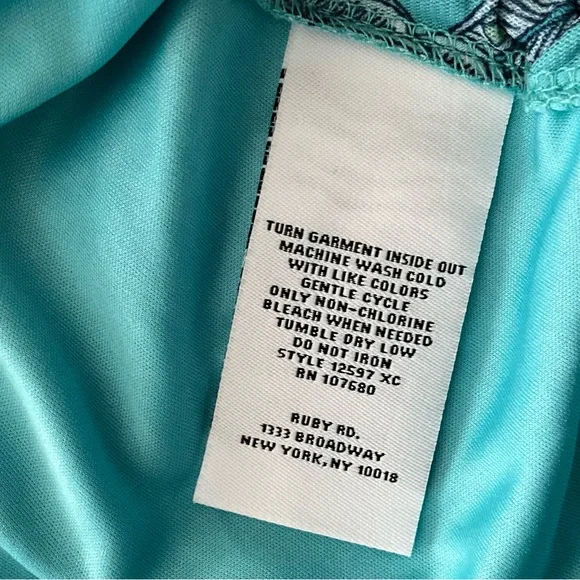 TURN GARMENT INSIDE OUT
MACHINE WASH COLD
WITH LIKE COLORS
GENTLE CYCLE
ONLY NON-CHLORINE
BLEACH WHEN NEEDED
TUMBLE DRY LOW
DO NOT IRON
STYLE 12597 XC
RN 107680
RUBY RD.
1333 BROADWAY
NEW YORK,NY 10018